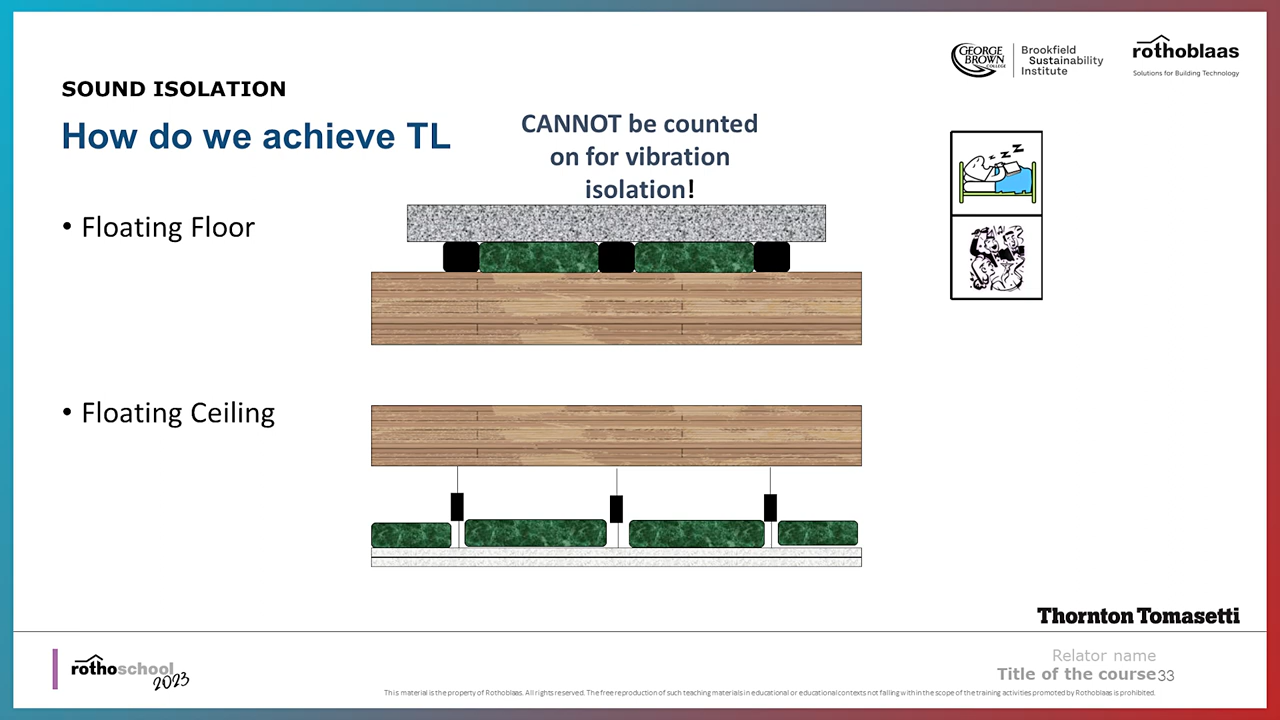 GEORGE
BROWN
COLLEGE
Brookfield
Sustainability
Institute
rothoblaas
Solutions for Building Technology
SOUND ISOLATION
How do we achieve TL
CANNOT be counted
on for vibration
isolation!
z z Z
• Floating Floor
• Floating Ceiling
Thornton Tomasetti
rothoschool
2023
Relator name
Title of the course33
This material is the property of Rothoblaas. All rights reserved. The free reproduction of such teaching materials in educational or educational contexts not falling within the scope of the training activities promoted by Rothoblaas is prohibited.